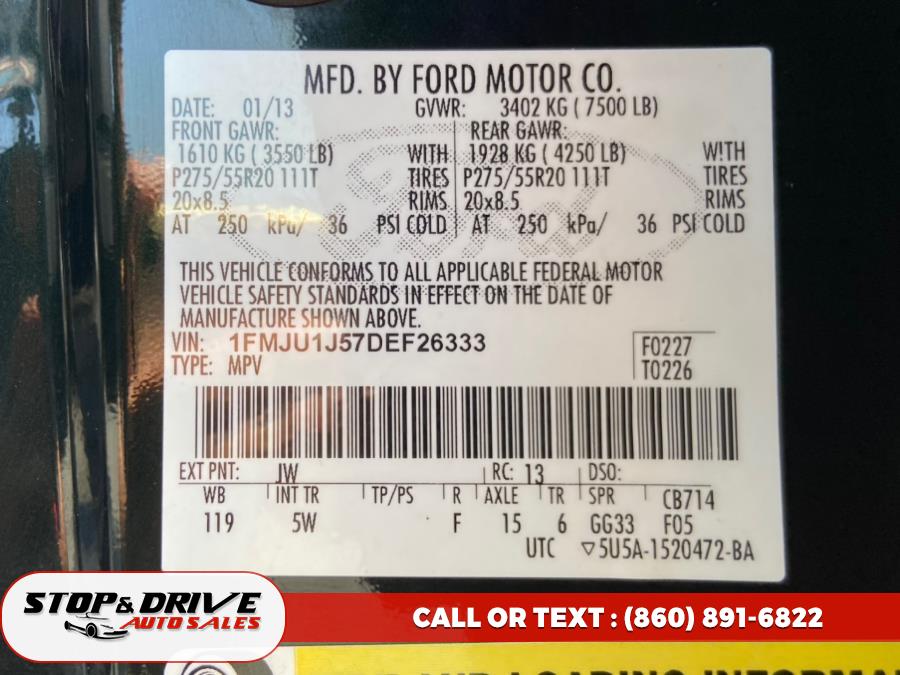 MFD. BY FORD MOTOR CO.
DATE: 01/13 GVWR: 3402 KG ( 7500 LB)
FRONT GAWR: REAR GAWR:
1610 KG ( 3550 LB) WITH 1928 KG ( 4250 LB) WITH
P275/55R20 111T TIRES P275/55R20 111T TIRES
20x8.5 RIMS 20x8.5 RIMS
AT 250 kPa/ 36 PSI COLD AT 250 kPa/ 36 PSI COLD
Ford
THIS VEHICLE CONFORMS TO ALL APPLICABLE FEDERAL MOTOR
VEHICLE SAFETY STANDARDS IN EFFECT ON THE DATE OF
MANUFACTURE SHOWN ABOVE.
VIN: 1FMJU1J57DEF26333 F0227
TYPE: MPV T0226
EXT PNT: JW RC: 13 DSO:
WB INT TR TP/PS R AXLE TR SPR CB714
119 5W F 15 6 GG33 F05
UTC ▽5U5A-1520472-BA
STOP & DRIVE
AUTO SALES
CALL OR TEXT : (860) 891-6822
LOADING